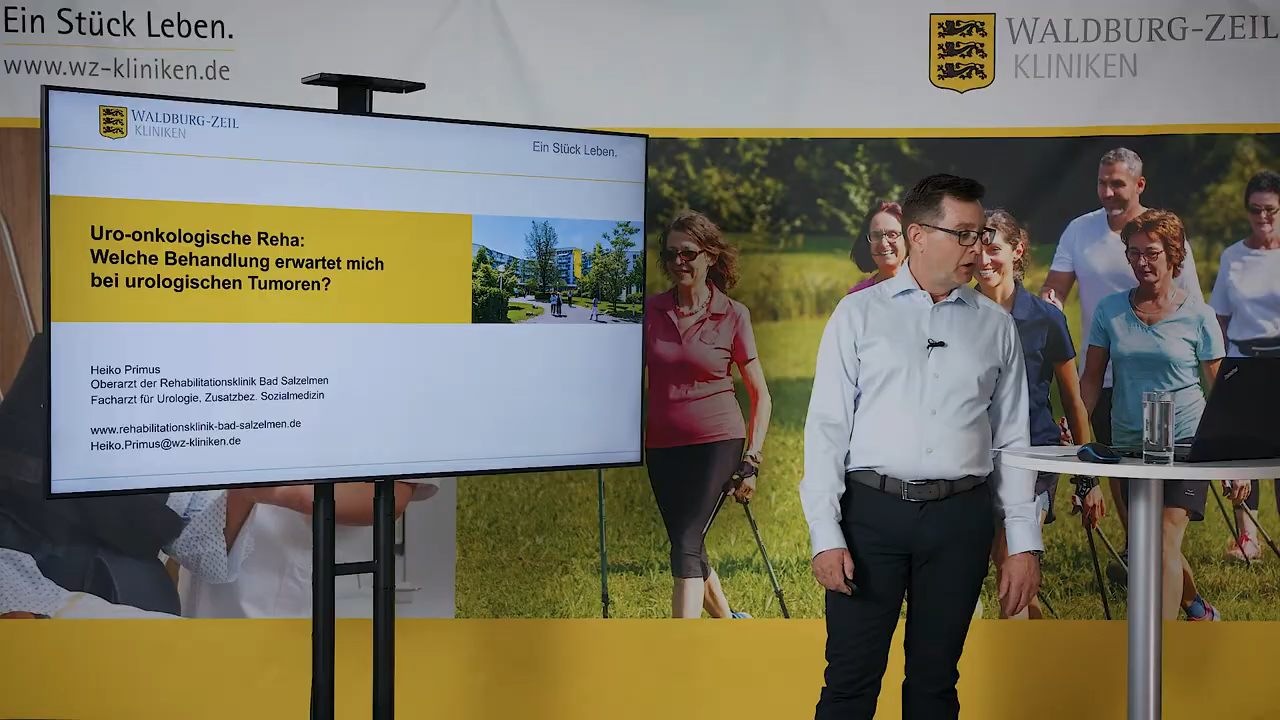 Ein Stück Leben.
www.wz-kliniken.de
WALDBURG-ZEIL
KLINIKEN
WALDBURG-ZEIL
KLINIKEN
Ein Stück Leben.
Uro-onkologische Reha:
Welche Behandlung erwartet mich
bei urologischen Tumoren?
Heiko Primus
Oberarzt der Rehabilitationsklinik Bad Salzelmen
Facharzt für Urologie, Zusatzbez. Sozialmedizin
www.rehabilitationsklinik-bad-salzelmen.de
Heiko.Primus@wz-kliniken.de